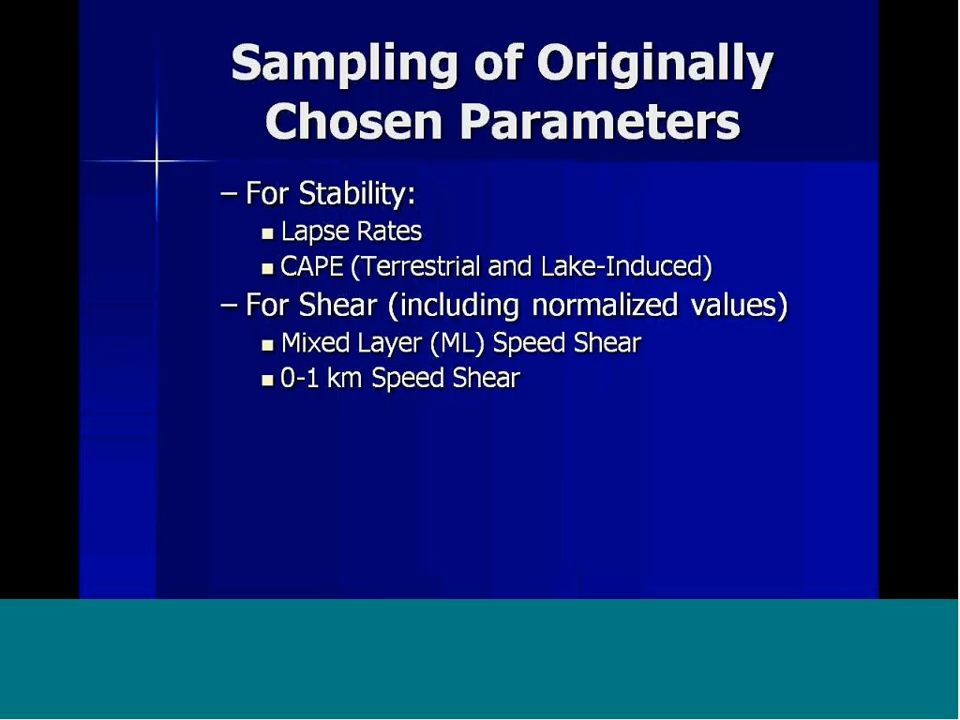 Sampling of Originally
Chosen Parameters
– For Stability:
■ Lapse Rates
■ CAPE (Terrestrial and Lake-Induced)
– For Shear (including normalized values)
■ Mixed Layer (ML) Speed Shear
■ 0-1 km Speed Shear